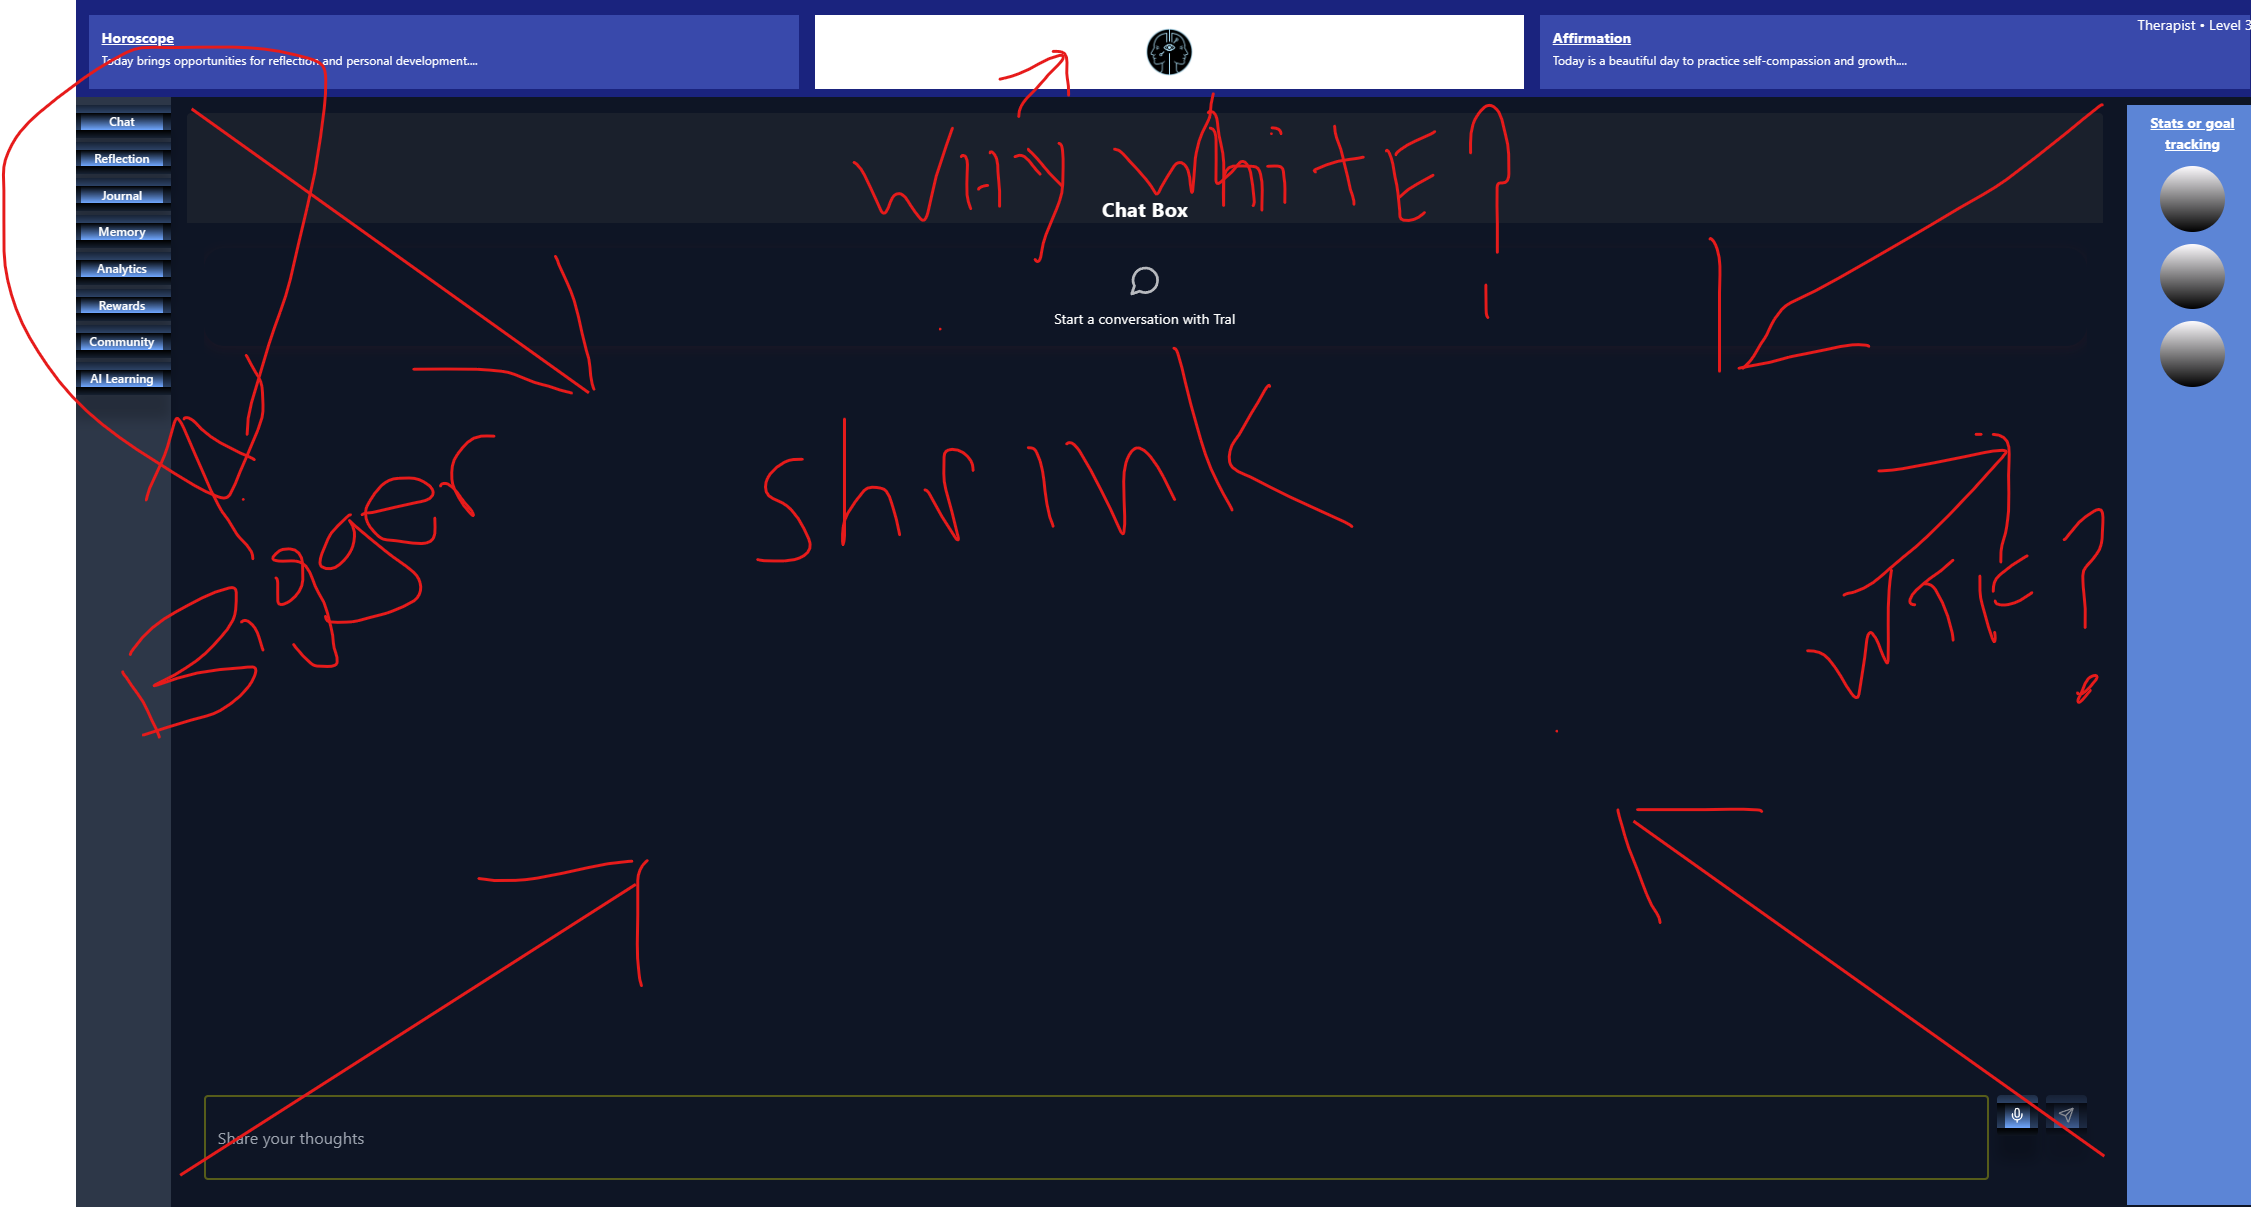 Therapist • Level 3
Horoscope
Today brings opportunities for reflection and personal development....
Affirmation
Today is a beautiful day to practice self-compassion and growth....
Chat
Reflection
Journal
Memory
Analytics
Rewards
Community
AI Learning
WHy whitE?
Chat Box
Start a conversation with Tral
Stats or goal
tracking
shrink
Bigger
Share your thoughts